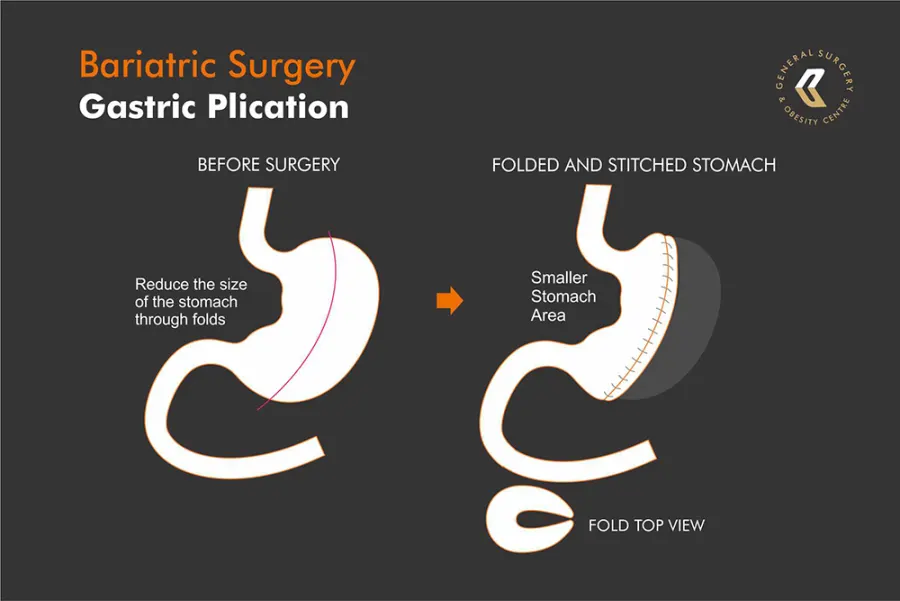 Bariatric Surgery
Gastric Plication
GENERAL SURGERY
& OBESITY CENTRE
BEFORE SURGERY
FOLDED AND STITCHED STOMACH
Reduce the size
of the stomach
through folds
Smaller
Stomach
Area
FOLD TOP VIEW